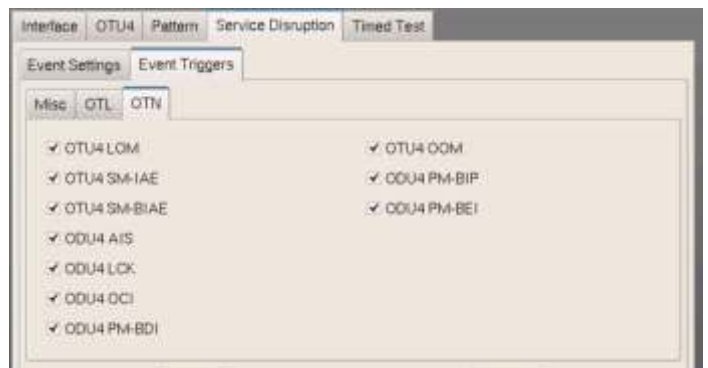 Interface OTU4 Pattern Service Disruption Timed Test
Event Settings Event Triggers
Misc OTL OTN
OTU4 LOM OTU4 OOM
OTU4 SM-IAE ODU4 PM-BIP
OTU4 SM-BIAE ODU4 PM-BEI
ODU4 AIS
ODU4 LCK
ODU4 OCI
ODU4 PM-BDI